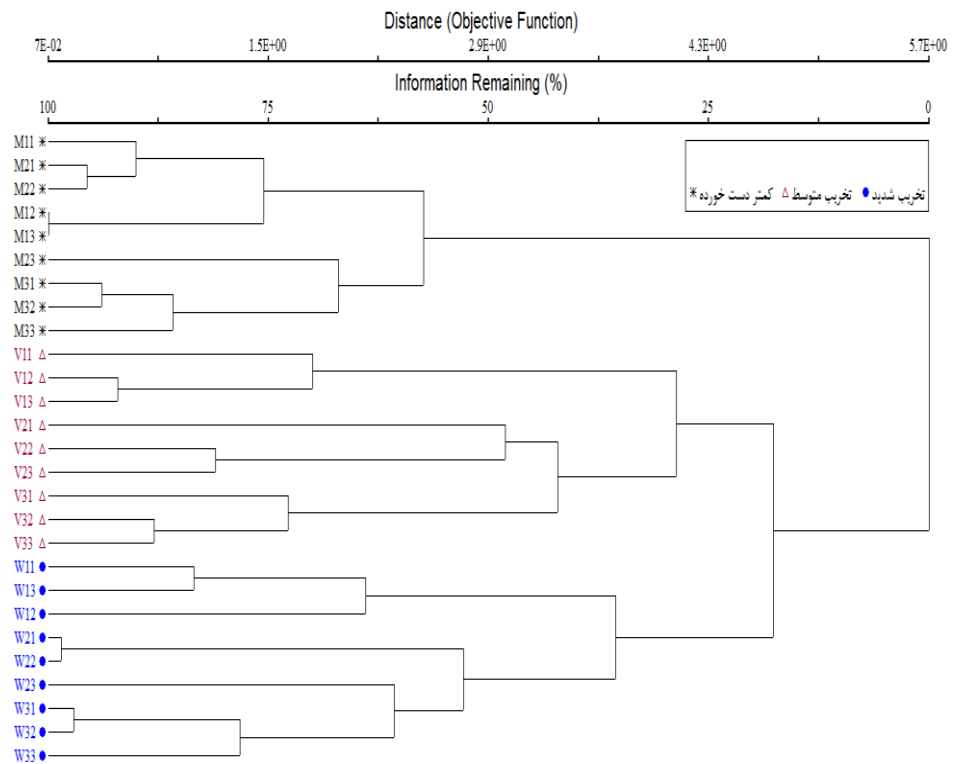 Distance (Objective Function)
7E-02 1.5E+00 2.9E+00 4.3E+00 5.7E+00
Information Remaining (%)
100 75 50 25 0
کمتر دست خورده تخریب متوسط تخریب شدید
M11
M21
M22
M12
M13
M23
M31
M32
M33
V11
V12
V13
V21
V22
V23
V31
V32
V33
W11
W13
W12
W21
W22
W23
W31
W32
W33